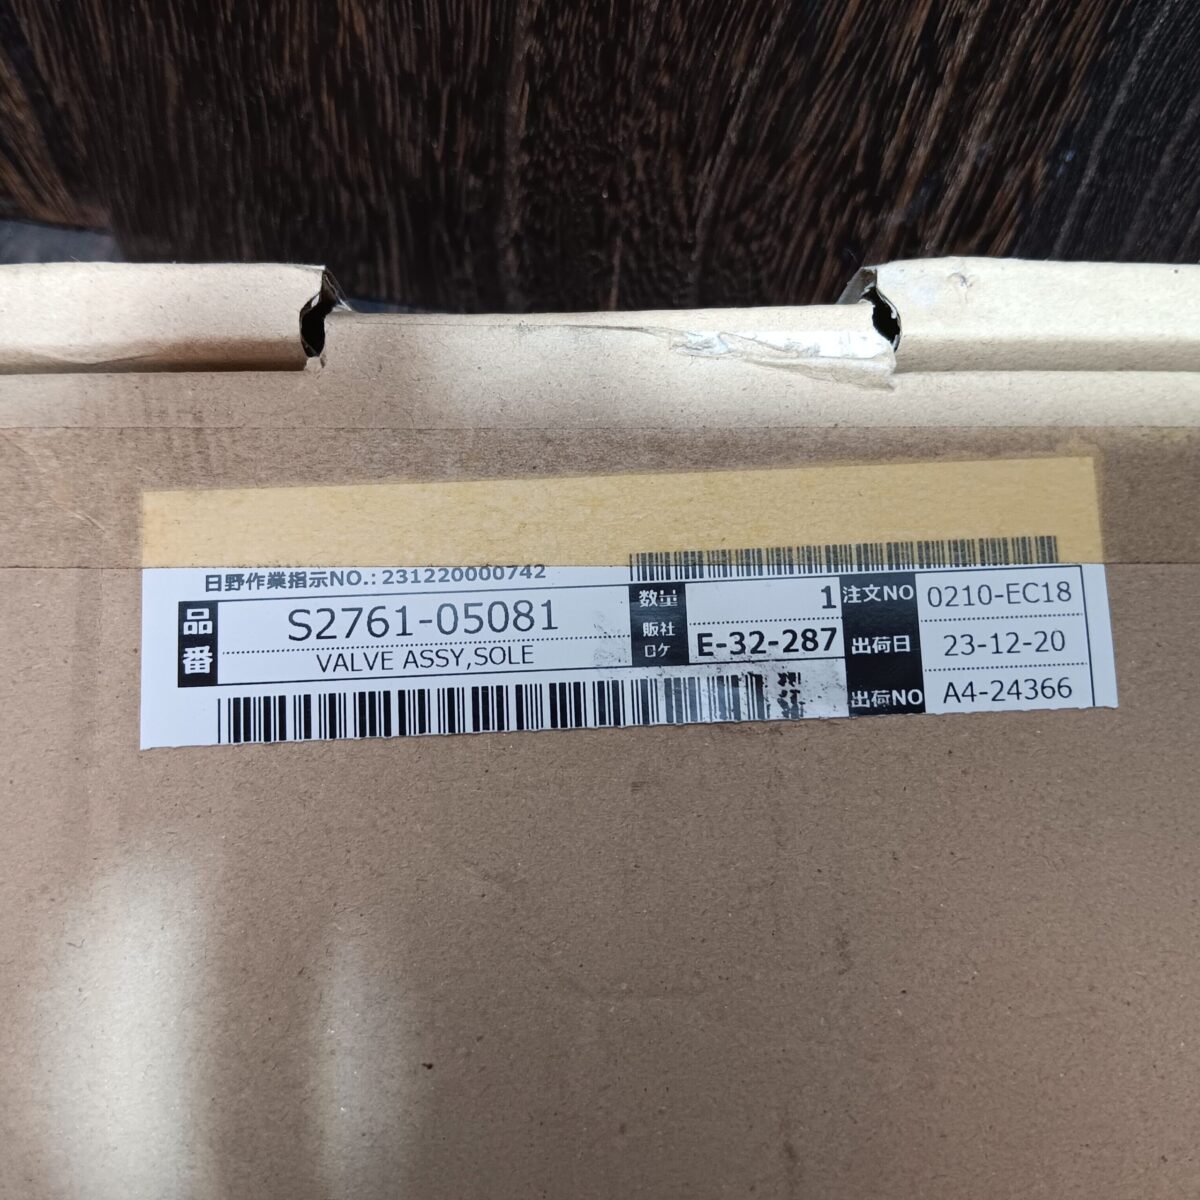 日野作業指示NO.:231220000742
品番
S2761-05081
VALVE ASSY,SOLE
数量
1
販社ロケ
E-32-287
注文NO
0210-EC18
出荷日
23-12-20
出荷NO
A4-24366